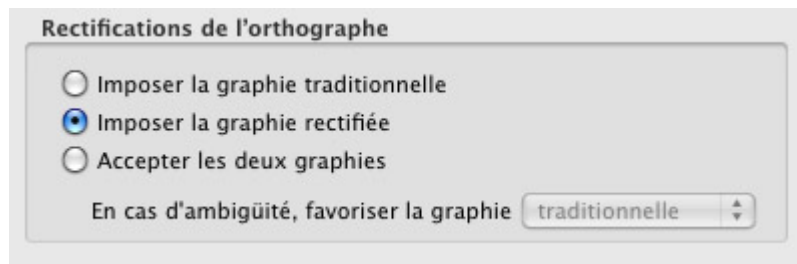 Rectifications de l’orthographe
Imposer la graphie traditionnelle
Imposer la graphie rectifiée
Accepter les deux graphies
En cas d'ambigüité, favoriser la graphie traditionnelle